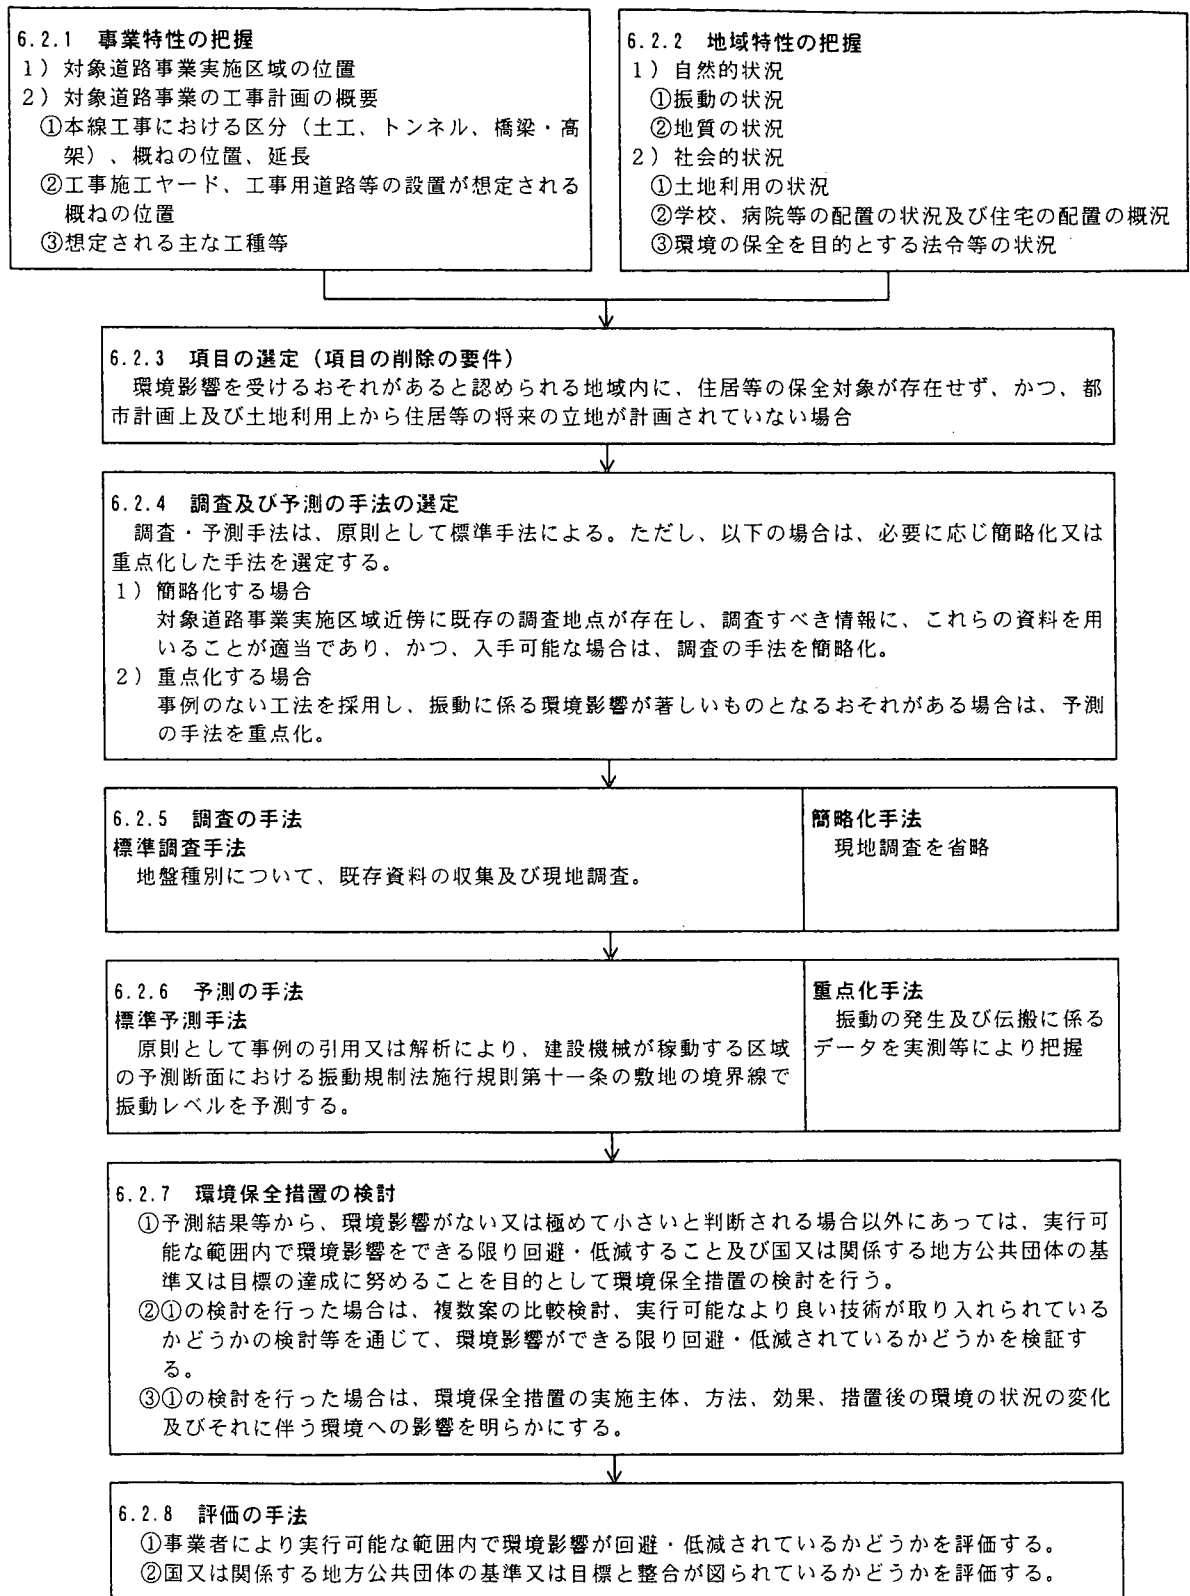 6.2.1 事業特性の把握
1）対象道路事業実施区域の位置
2）対象道路事業の工事計画の概要
①本線工事における区分（土工、トンネル、橋梁・高
架）、概ねの位置、延長
②工事施工ヤード、工事用道路等の設置が想定される
概ねの位置
③想定される主な工種等
6.2.2 地域特性の把握
1）自然的状況
①振動の状況
②地質の状況
2）社会的状況
①土地利用の状況
②学校、病院等の配置の状況及び住宅の配置の概況
③環境の保全を目的とする法令等の状況
6.2.3 項目の選定（項目の削除の要件）
環境影響を受けるおそれがあると認められる地域内に、住居等の保全対象が存在せず、かつ、都
市計画上及び土地利用上から住居等の将来の立地が計画されていない場合
6.2.4 調査及び予測の手法の選定
調査・予測手法は、原則として標準手法による。ただし、以下の場合は、必要に応じ簡略化又は
重点化した手法を選定する。
1）簡略化する場合
対象道路事業実施区域近傍に既存の調査地点が存在し、調査すべき情報に、これらの資料を用
いることが適当であり、かつ、入手可能な場合は、調査の手法を簡略化。
2）重点化する場合
事例のない工法を採用し、振動に係る環境影響が著しいものとなるおそれがある場合は、予測
の手法を重点化。
6.2.5 調査の手法
標準調査手法
地盤種別について、既存資料の収集及び現地調査。
簡略化手法
現地調査を省略
6.2.6 予測の手法
標準予測手法
原則として事例の引用又は解析により、建設機械が稼動する区域
の予測断面における振動規制法施行規則第十一条の敷地の境界線で
振動レベルを予測する。
重点化手法
振動の発生及び伝搬に係る
データを実測等により把握
6.2.7 環境保全措置の検討
①予測結果等から、環境影響がない又は極めて小さいと判断される場合以外にあっては、実行可
能な範囲内で環境影響をできる限り回避・低減すること及び国又は関係する地方公共団体の基
準又は目標の達成に努めることを目的として環境保全措置の検討を行う。
②①の検討を行った場合は、複数案の比較検討、実行可能なより良い技術が取り入れられている
かどうかの検討等を通じて、環境影響ができる限り回避・低減されているかどうかを検証す
る。
③①の検討を行った場合は、環境保全措置の実施主体、方法、効果、措置後の環境の状況の変化
及びそれに伴う環境への影響を明らかにする。
6.2.8 評価の手法
①事業者により実行可能な範囲内で環境影響が回避・低減されているかどうかを評価する。
②国又は関係する地方公共団体の基準又は目標と整合が図られているかどうかを評価する。